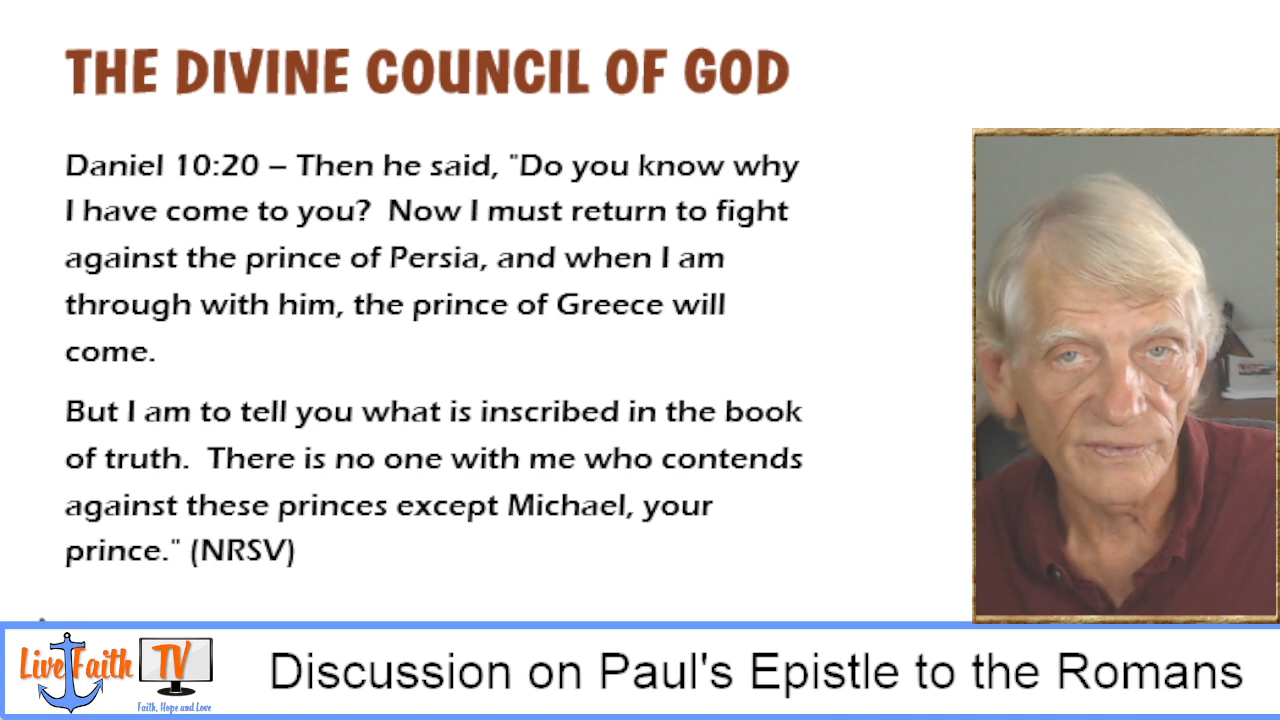 THE DIVINE COUNCIL OF GOD
Daniel 10:20 – Then he said, "Do you know why
I have come to you?  Now I must return to fight
against the prince of Persia, and when I am
through with him, the prince of Greece will
come.
But I am to tell you what is inscribed in the book
of truth.  There is no one with me who contends
against these princes except Michael, your
prince." (NRSV)
Live Faith TV
Faith, Hope and Love
Discussion on Paul's Epistle to the Romans